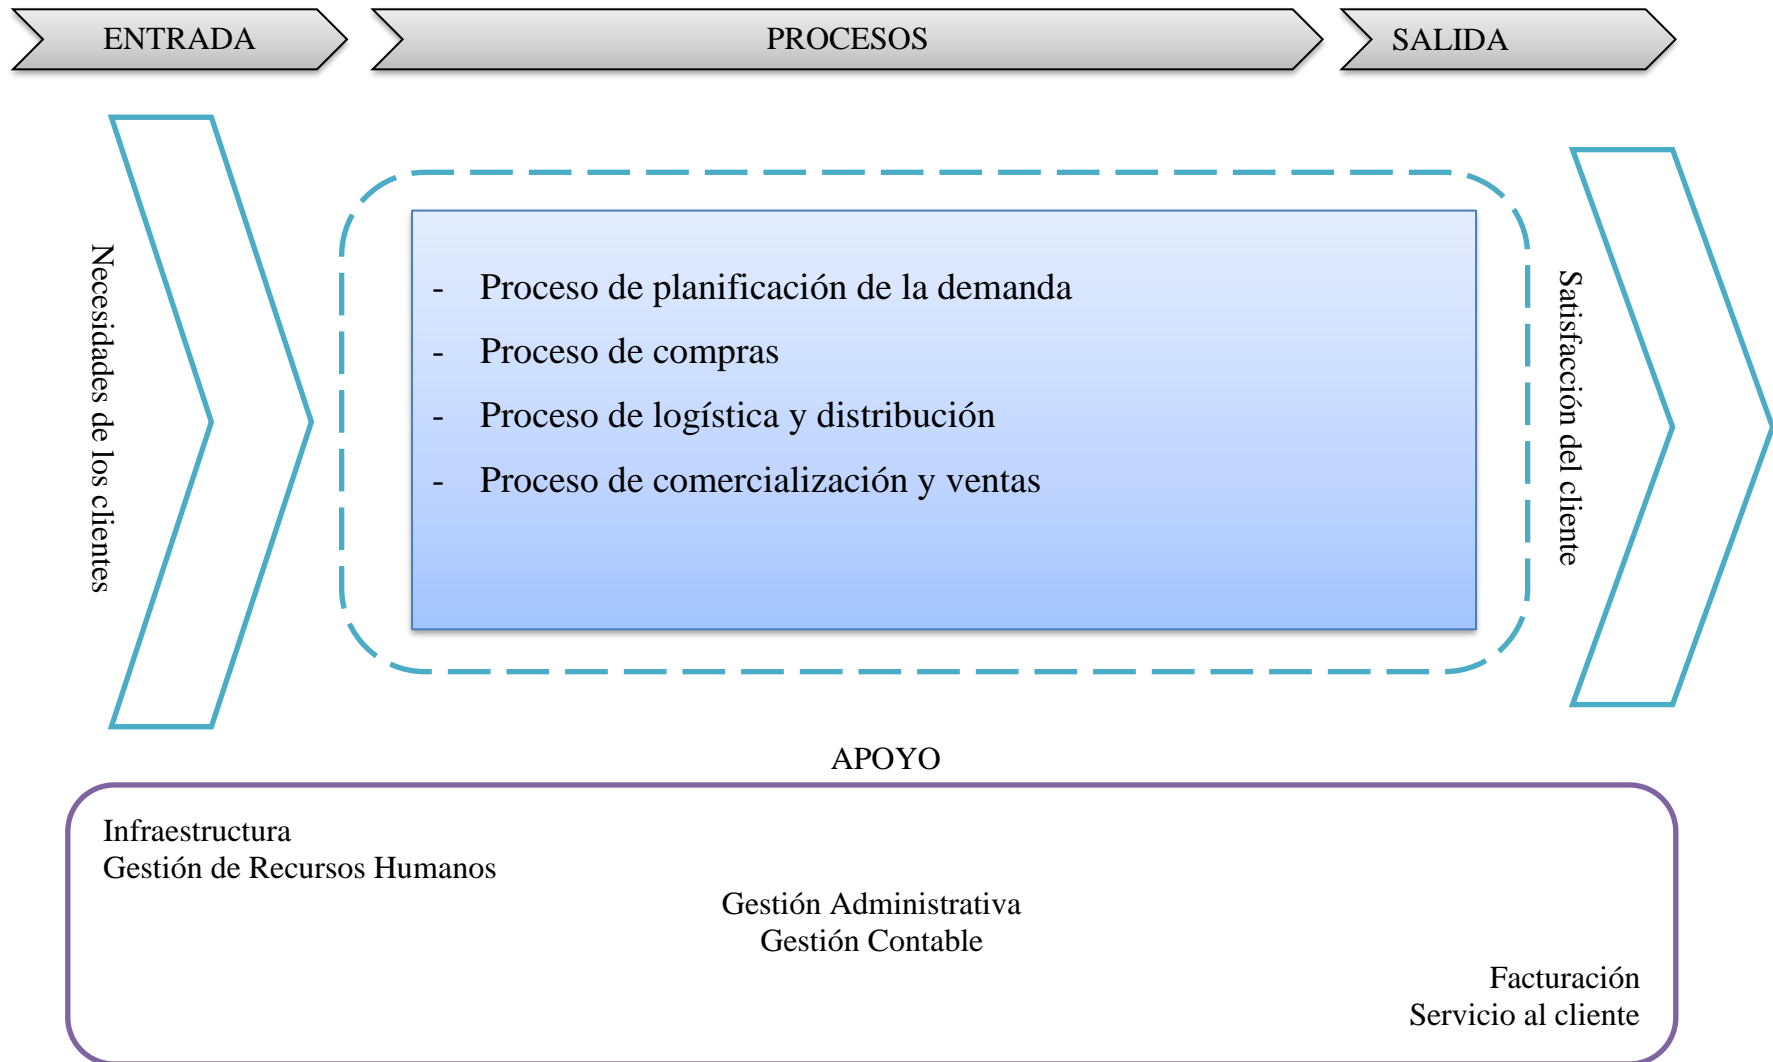 ENTRADA
PROCESOS
SALIDA
Necesidades de los clientes
- Proceso de planificación de la demanda
- Proceso de compras
- Proceso de logística y distribución
- Proceso de comercialización y ventas
Satisfacción del cliente
APOYO
Infraestructura
Gestión de Recursos Humanos
Gestión Administrativa
Gestión Contable
Facturación
Servicio al cliente